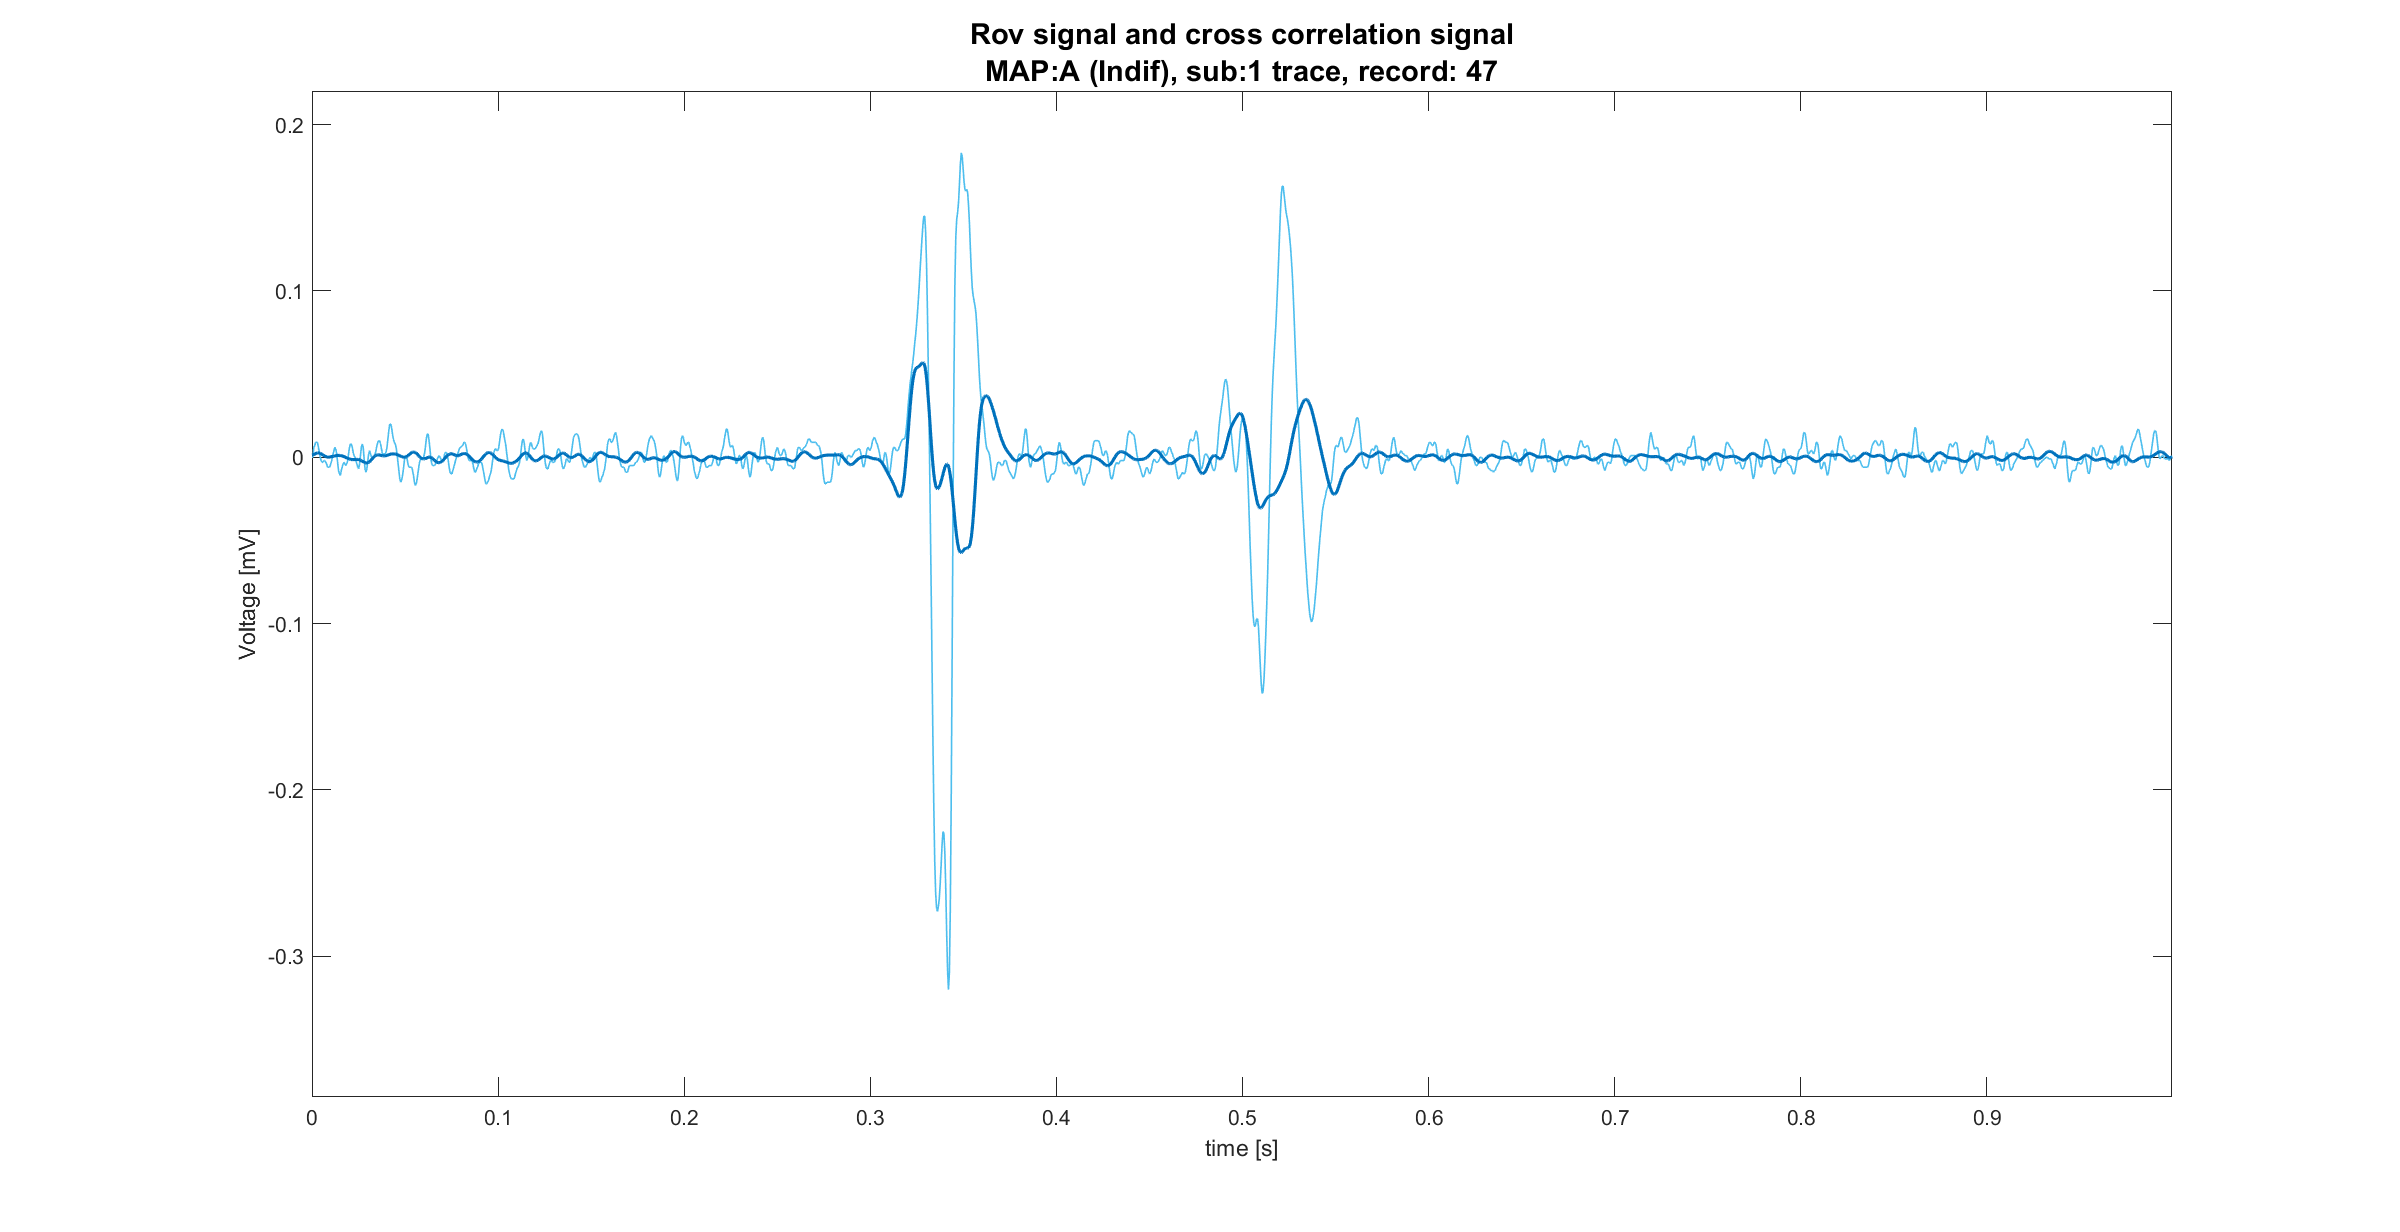 Rov signal and cross correlation signal
MAP:A (Indif), sub:1 trace, record: 47
0.2
0.1
0
-0.1
-0.2
-0.3
Voltage [mV]
0 0.1 0.2 0.3 0.4 0.5 0.6 0.7 0.8 0.9
time [s]